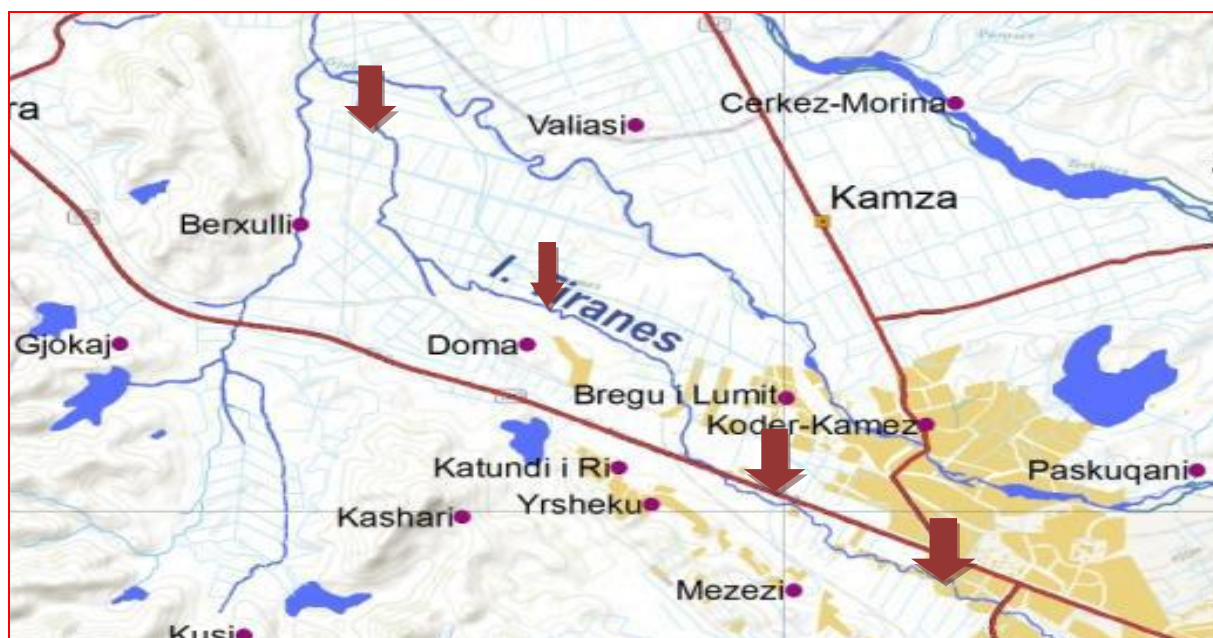 Cerkez-Morina
ra
Valiasi
Kamza
Berxulli
l. Tiranes
Gjokaj
Doma
Bregu i Lumit
Koder-Kamez
Katundi i Ri
Paskuqani
Yrsheku
Kashari
Mezezi
Kusi